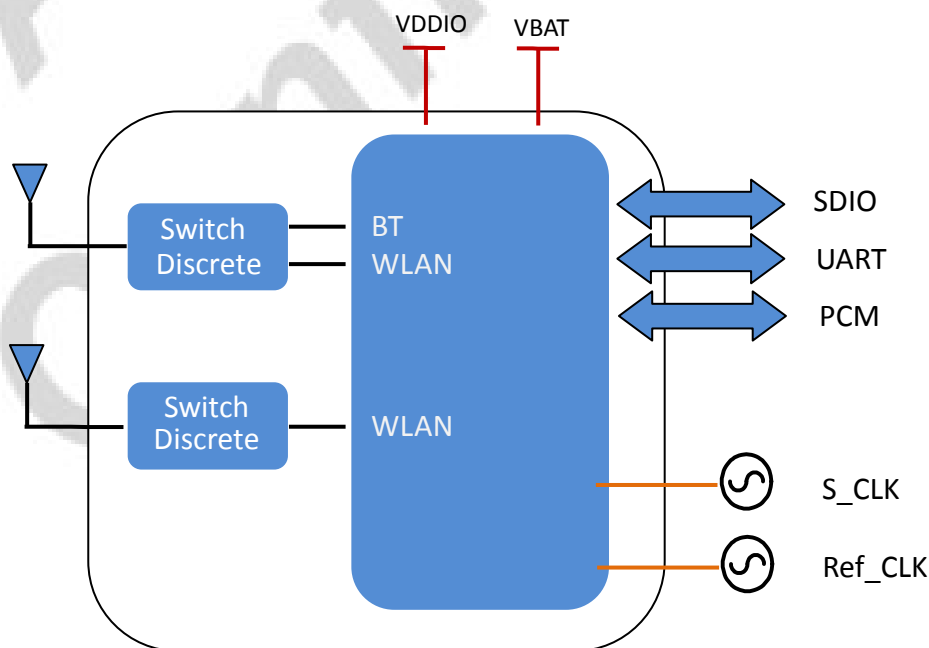 VDDIO
VBAT
Switch
Discrete
BT
WLAN
SDIO
UART
PCM
Switch
Discrete
WLAN
S_CLK
Ref_CLK